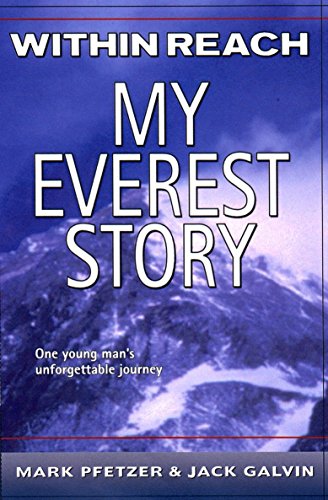 WITHIN REACH
MY
EVEREST
STORY
One young man's
unforgettable journey
MARK PFETZER & JACK GALVIN